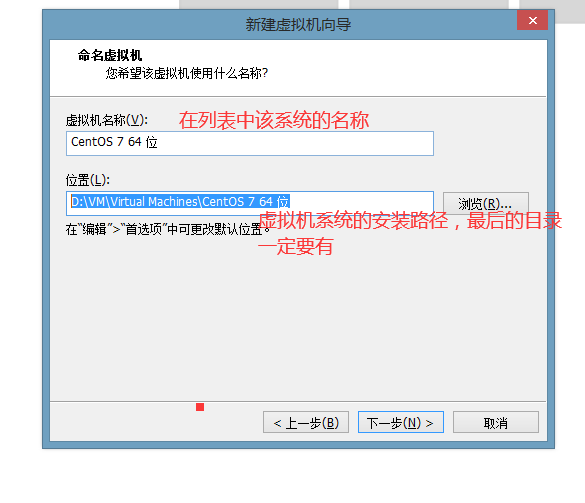 新建虚拟机向导
命名虚拟机
您希望该虚拟机使用什么名称?
虚拟机名称(V):
在列表中该系统的名称
CentOS 7 64 位
位置(L):
D:\VM\Virtual Machines\CentOS 7 64 位
浏览(R)...
虚拟机系统的安装路径，最后的目录
一定要有
在“编辑”>“首选项”中可更改默认位置。
< 上一步(B)
下一步(N) >
取消